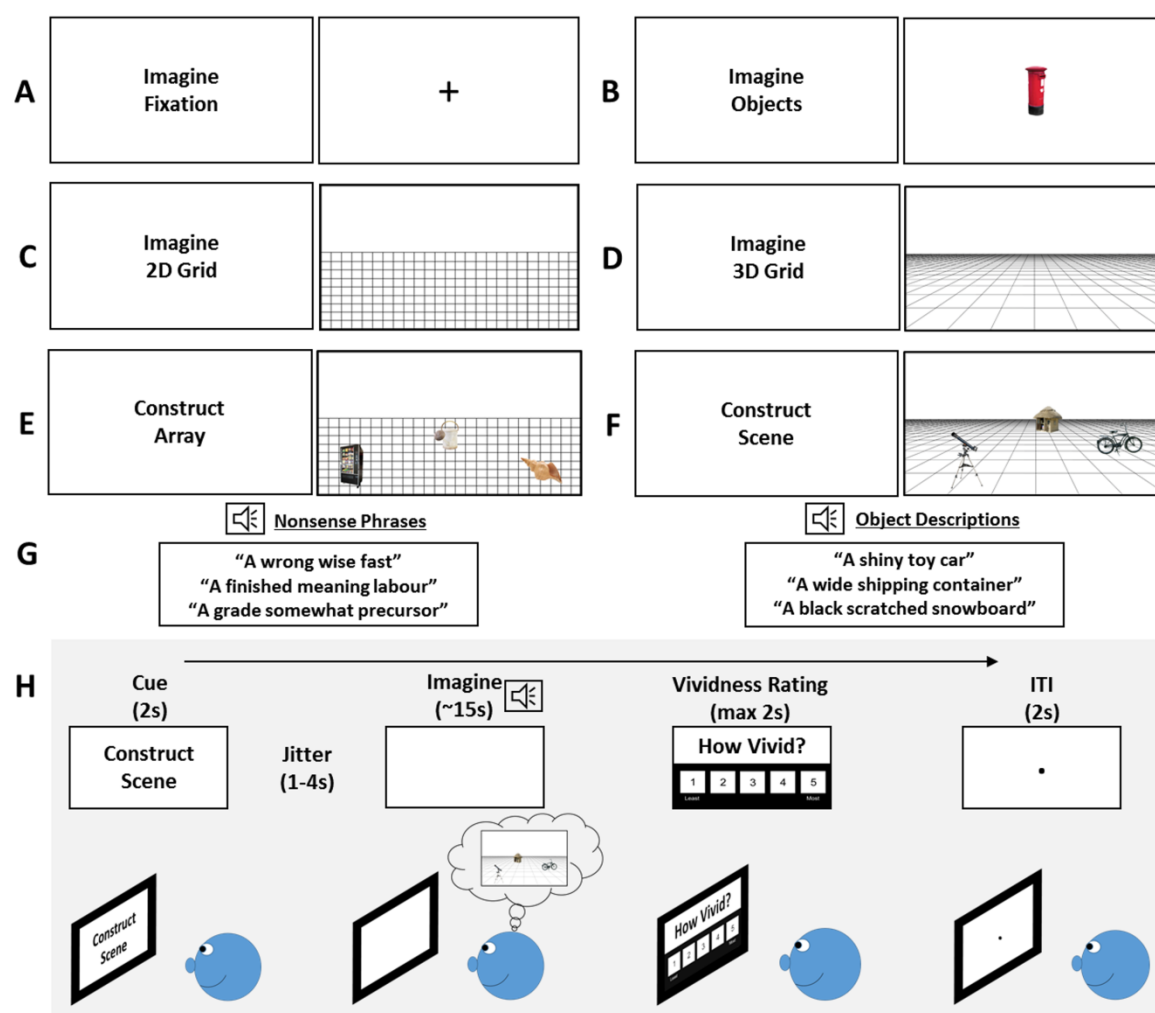 A
Imagine
Fixation
+
B
Imagine
Objects
C
Imagine
2D Grid
D
Imagine
3D Grid
E
Construct
Array
F
Construct
Scene
G
Nonsense Phrases
“A wrong wise fast”
“A finished meaning labour”
“A grade somewhat precursor”
Object Descriptions
“A shiny toy car”
“A wide shipping container”
“A black scratched snowboard”
H
Cue
(2s)
Construct
Scene
Jitter
(1-4s)
Imagine
(~15s)
Vividness Rating
(max 2s)
How Vivid?
1 2 3 4 5
Least Most
ITI
(2s)
Construct
Scene
How Vivid?
1 2 3 4 5